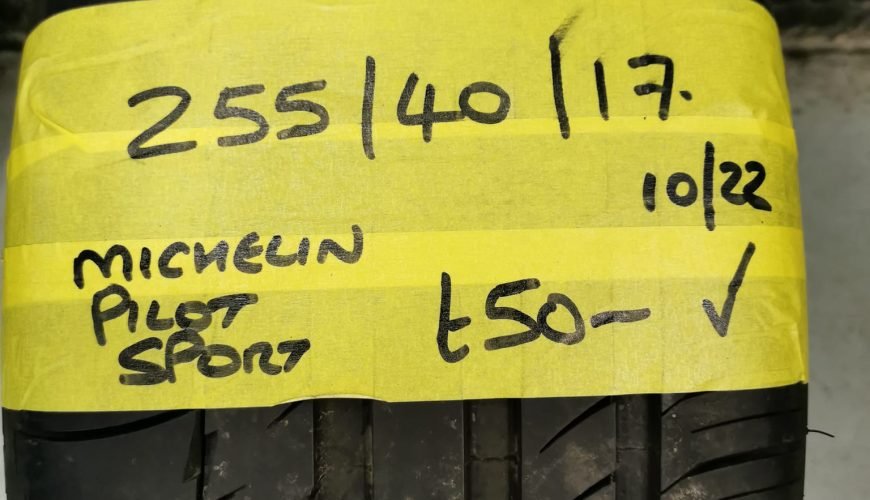 255/40/17.
10/22
MICHELIN
PILOT
SPORT
£50- ✓